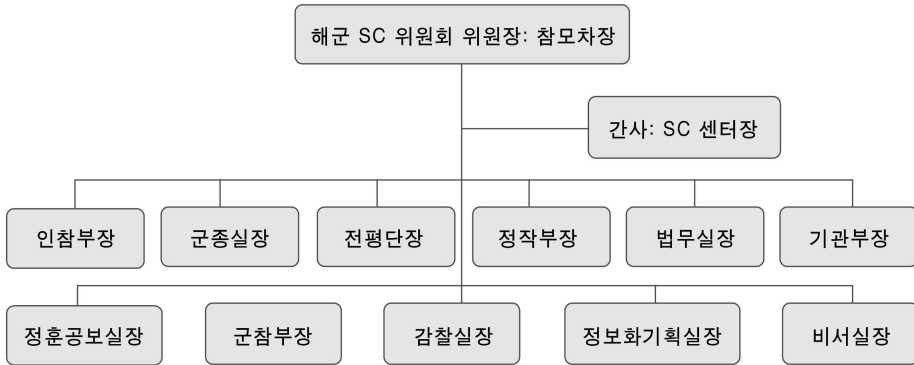 해군 SC 위원회 위원장: 참모차장
간사: SC 센터장
인참부장
군종실장
전평단장
정작부장
법무실장
기관부장
정훈공보실장
군참부장
감찰실장
정보화기획실장
비서실장